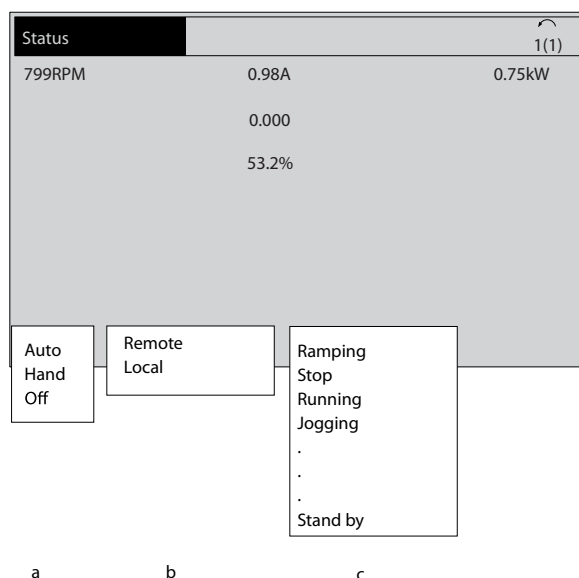 Status
1(1)
799RPM 0.98A 0.75kW
0.000
53.2%
Auto
Hand
Off
Remote
Local
Ramping
Stop
Running
Jogging
.
.
.
Stand by
a b c